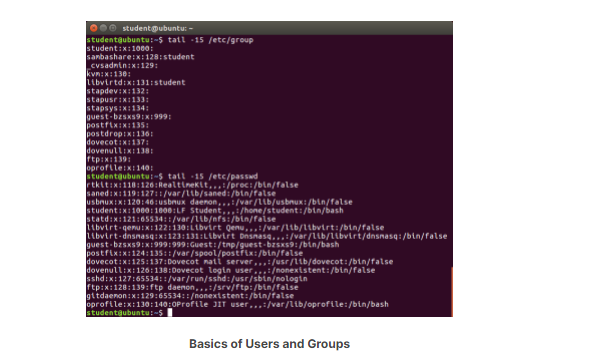 student@ubuntu: ~
student@ubuntu:~$ tail -15 /etc/group
student:x:1000:
sambashare:x:128:student
_cvsadmin:x:129:
kvm:x:130:
libvirtd:x:131:student
stapdev:x:132:
stapusr:x:133:
stapsys:x:134:
guest-bzsxs9:x:999:
postfix:x:135:
postdrop:x:136:
dovecot:x:137:
dovenull:x:138:
ftp:x:139:
oprofile:x:140:
student@ubuntu:~$ tail -15 /etc/passwd
rtkit:x:118:126:RealtimeKit,,,:/proc:/bin/false
saned:x:119:127::/var/lib/saned:/bin/false
usbmux:x:120:46:usbmux daemon,,,:/var/lib/usbmux:/bin/false
student:x:1000:1000:LF Student,,,:/home/student:/bin/bash
statd:x:121:65534::/var/lib/nfs:/bin/false
libvirt-qemu:x:122:130:Libvirt Qemu,,,:/var/lib/libvirt:/bin/false
libvirt-dnsmasq:x:123:131:Libvirt Dnsmasq,,,:/var/lib/libvirt/dnsmasq:/bin/false
guest-bzsxs9:x:999:999:Guest:/tmp/guest-bzsxs9:/bin/bash
postfix:x:124:135::/var/spool/postfix:/bin/false
dovecot:x:125:137:Dovecot mail server,,,:/usr/lib/dovecot:/bin/false
dovenull:x:126:138:Dovecot login user,,,:/nonexistent:/bin/false
sshd:x:127:65534::/var/run/sshd:/usr/sbin/nologin
ftp:x:128:139:ftp daemon,,,:/srv/ftp:/bin/false
gitdaemon:x:129:65534::/nonexistent:/bin/false
oprofile:x:130:140:OProfile JIT user,,,:/var/lib/oprofile:/bin/bash
student@ubuntu:~$
Basics of Users and Groups